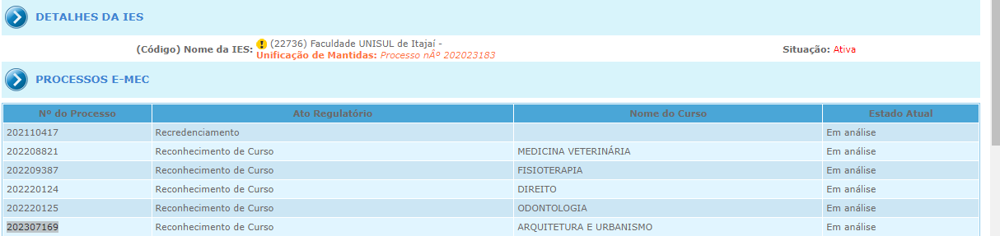 DETALHES DA IES
(Código) Nome da IES: (22736) Faculdade UNISUL de Itajaí -
Unificação de Mantidas: Processo nÂº 202023183
Situação: Ativa
PROCESSOS E-MEC
Nº do Processo Ato Regulatório Nome do Curso Estado Atual
202110417 Recredenciamento Em análise
202208821 Reconhecimento de Curso MEDICINA VETERINÁRIA Em análise
202209387 Reconhecimento de Curso FISIOTERAPIA Em análise
202220124 Reconhecimento de Curso DIREITO Em análise
202220125 Reconhecimento de Curso ODONTOLOGIA Em análise
202307169 Reconhecimento de Curso ARQUITETURA E URBANISMO Em análise